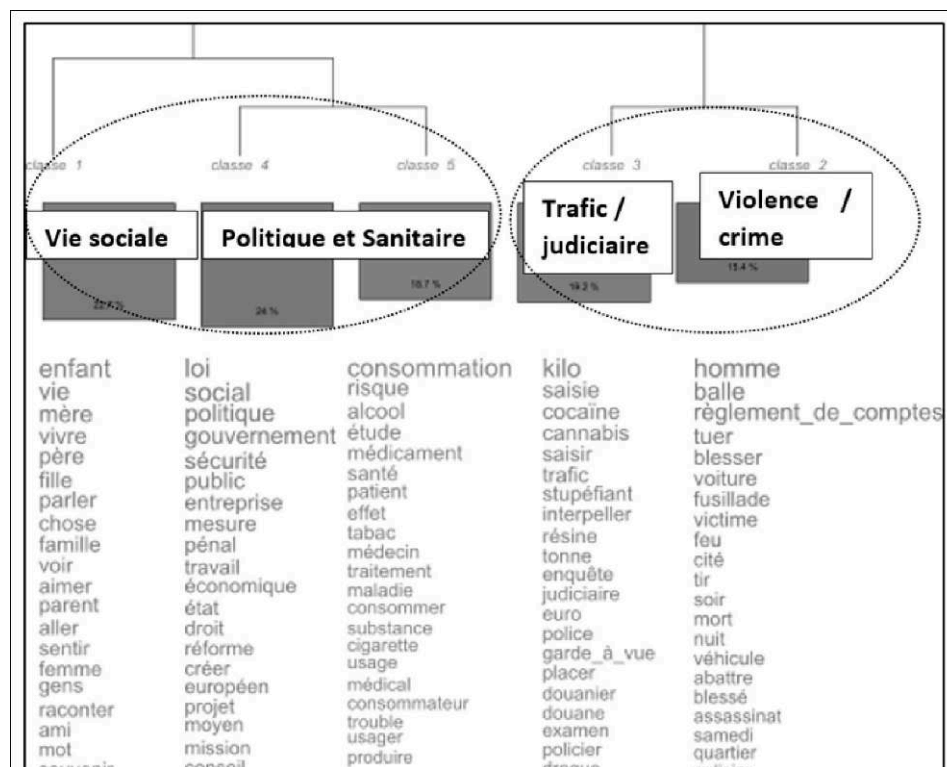 classe 1
classe 4
classe 5
classe 3
classe 2
Vie sociale
Politique et Sanitaire
Trafic /
judiciaire
Violence /
crime
22.7 %
24 %
18.7 %
19.2 %
15.4 %
enfant
vie
mère
vivre
père
fille
parler
chose
famille
voir
aimer
parent
aller
sentir
femme
gens
raconter
ami
mot
loi
social
politique
gouvernement
sécurité
public
entreprise
mesure
pénal
travail
économique
état
droit
réforme
créer
européen
projet
moyen
mission
conseil
consommation
risque
alcool
étude
médicament
santé
patient
effet
tabac
médecin
traitement
maladie
consommer
substance
cigarette
usage
médical
consommateur
trouble
usager
produire
kilo
saisie
cocaïne
cannabis
saisir
trafic
stupéfiant
interpeller
résine
tonne
enquête
judiciaire
euro
police
garde_à_vue
placer
douanier
douane
examen
policier
homme
balle
règlement_de_comptes
tuer
blesser
voiture
fusillade
victime
feu
cité
tir
soir
mort
nuit
véhicule
abattre
blessé
assassinat
samedi
quartier